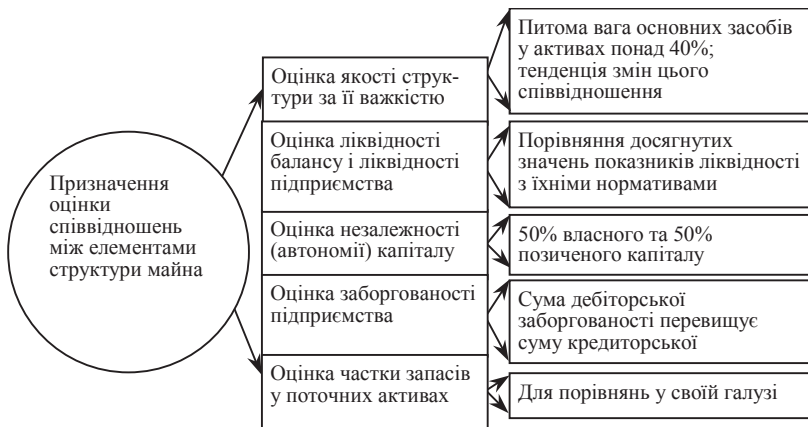 Призначення
оцінки
співвідношень
між елементами
структури майна
Оцінка якості струк-
тури за її важкістю
Питома вага основних засобів
у активах понад 40%;
тенденція змін цього
співвідношення
Оцінка ліквідності
балансу і ліквідності
підприємства
Порівняння досягнутих
значень показників ліквідності
з їхніми нормативами
Оцінка незалежності
(автономії) капіталу
50% власного та 50%
позиченого капіталу
Оцінка заборгованості
підприємства
Сума дебіторської
заборгованості перевищує
суму кредиторської
Оцінка частки запасів
у поточних активах
Для порівнянь у своїй галузі